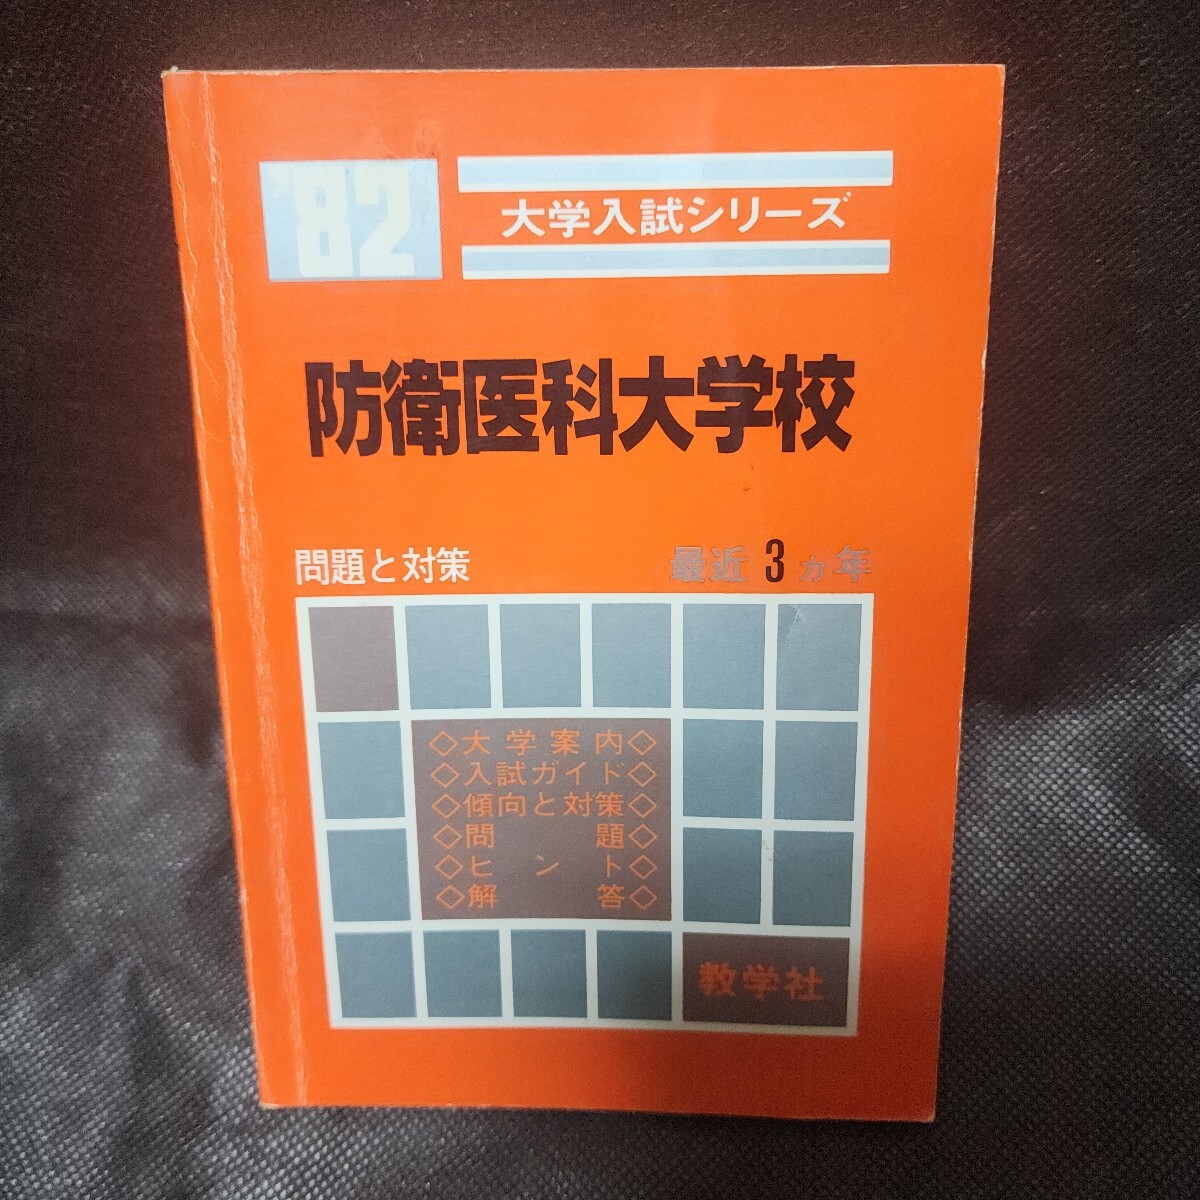 '82
大学入試シリーズ
防衛医科大学校
問題と対策
最近3ヵ年
◇大学案内◇
◇入試ガイド◇
◇傾向と対策◇
◇問題◇
◇ヒント◇
◇解答◇
教学社